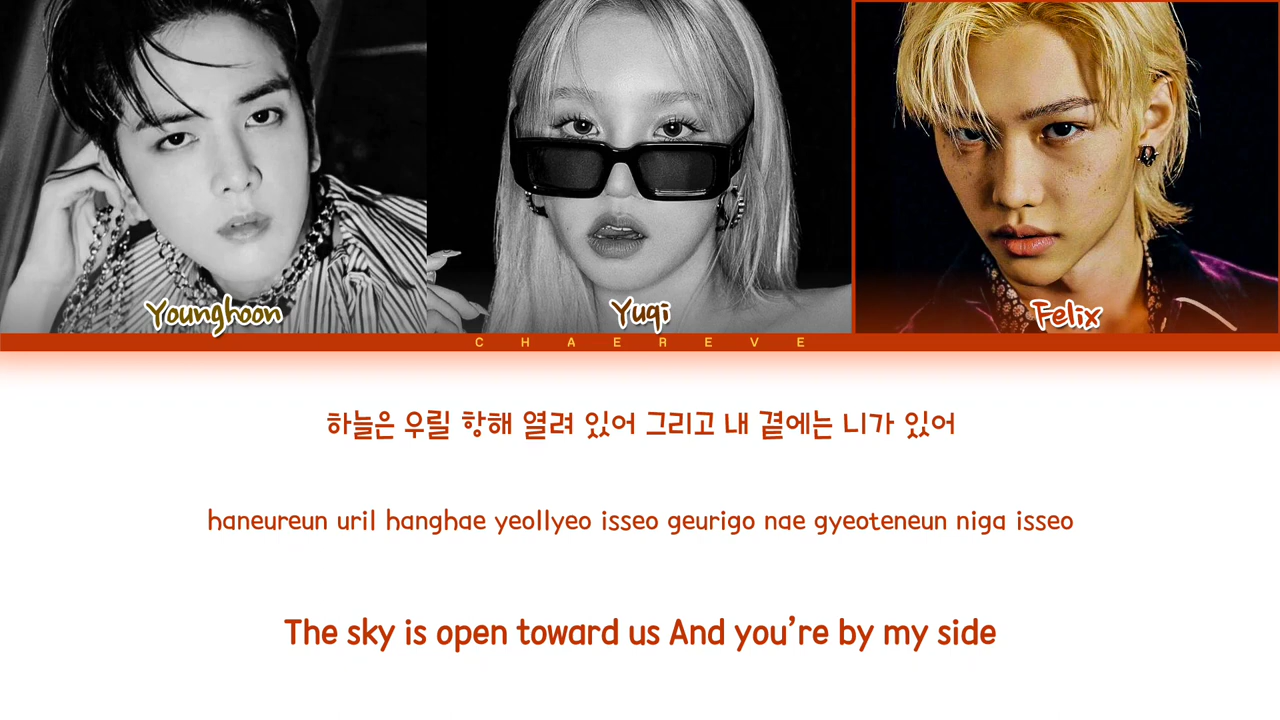 Younghoon Yuqi Felix
CHAEREVE
하늘은 우릴 항해 열려 있어 그리고 내 곁에는 니가 있어
haneureun uril hanghae yeollyeo isseo geurigo nae gyeoteneun niga isseo
The sky is open toward us And you're by my side